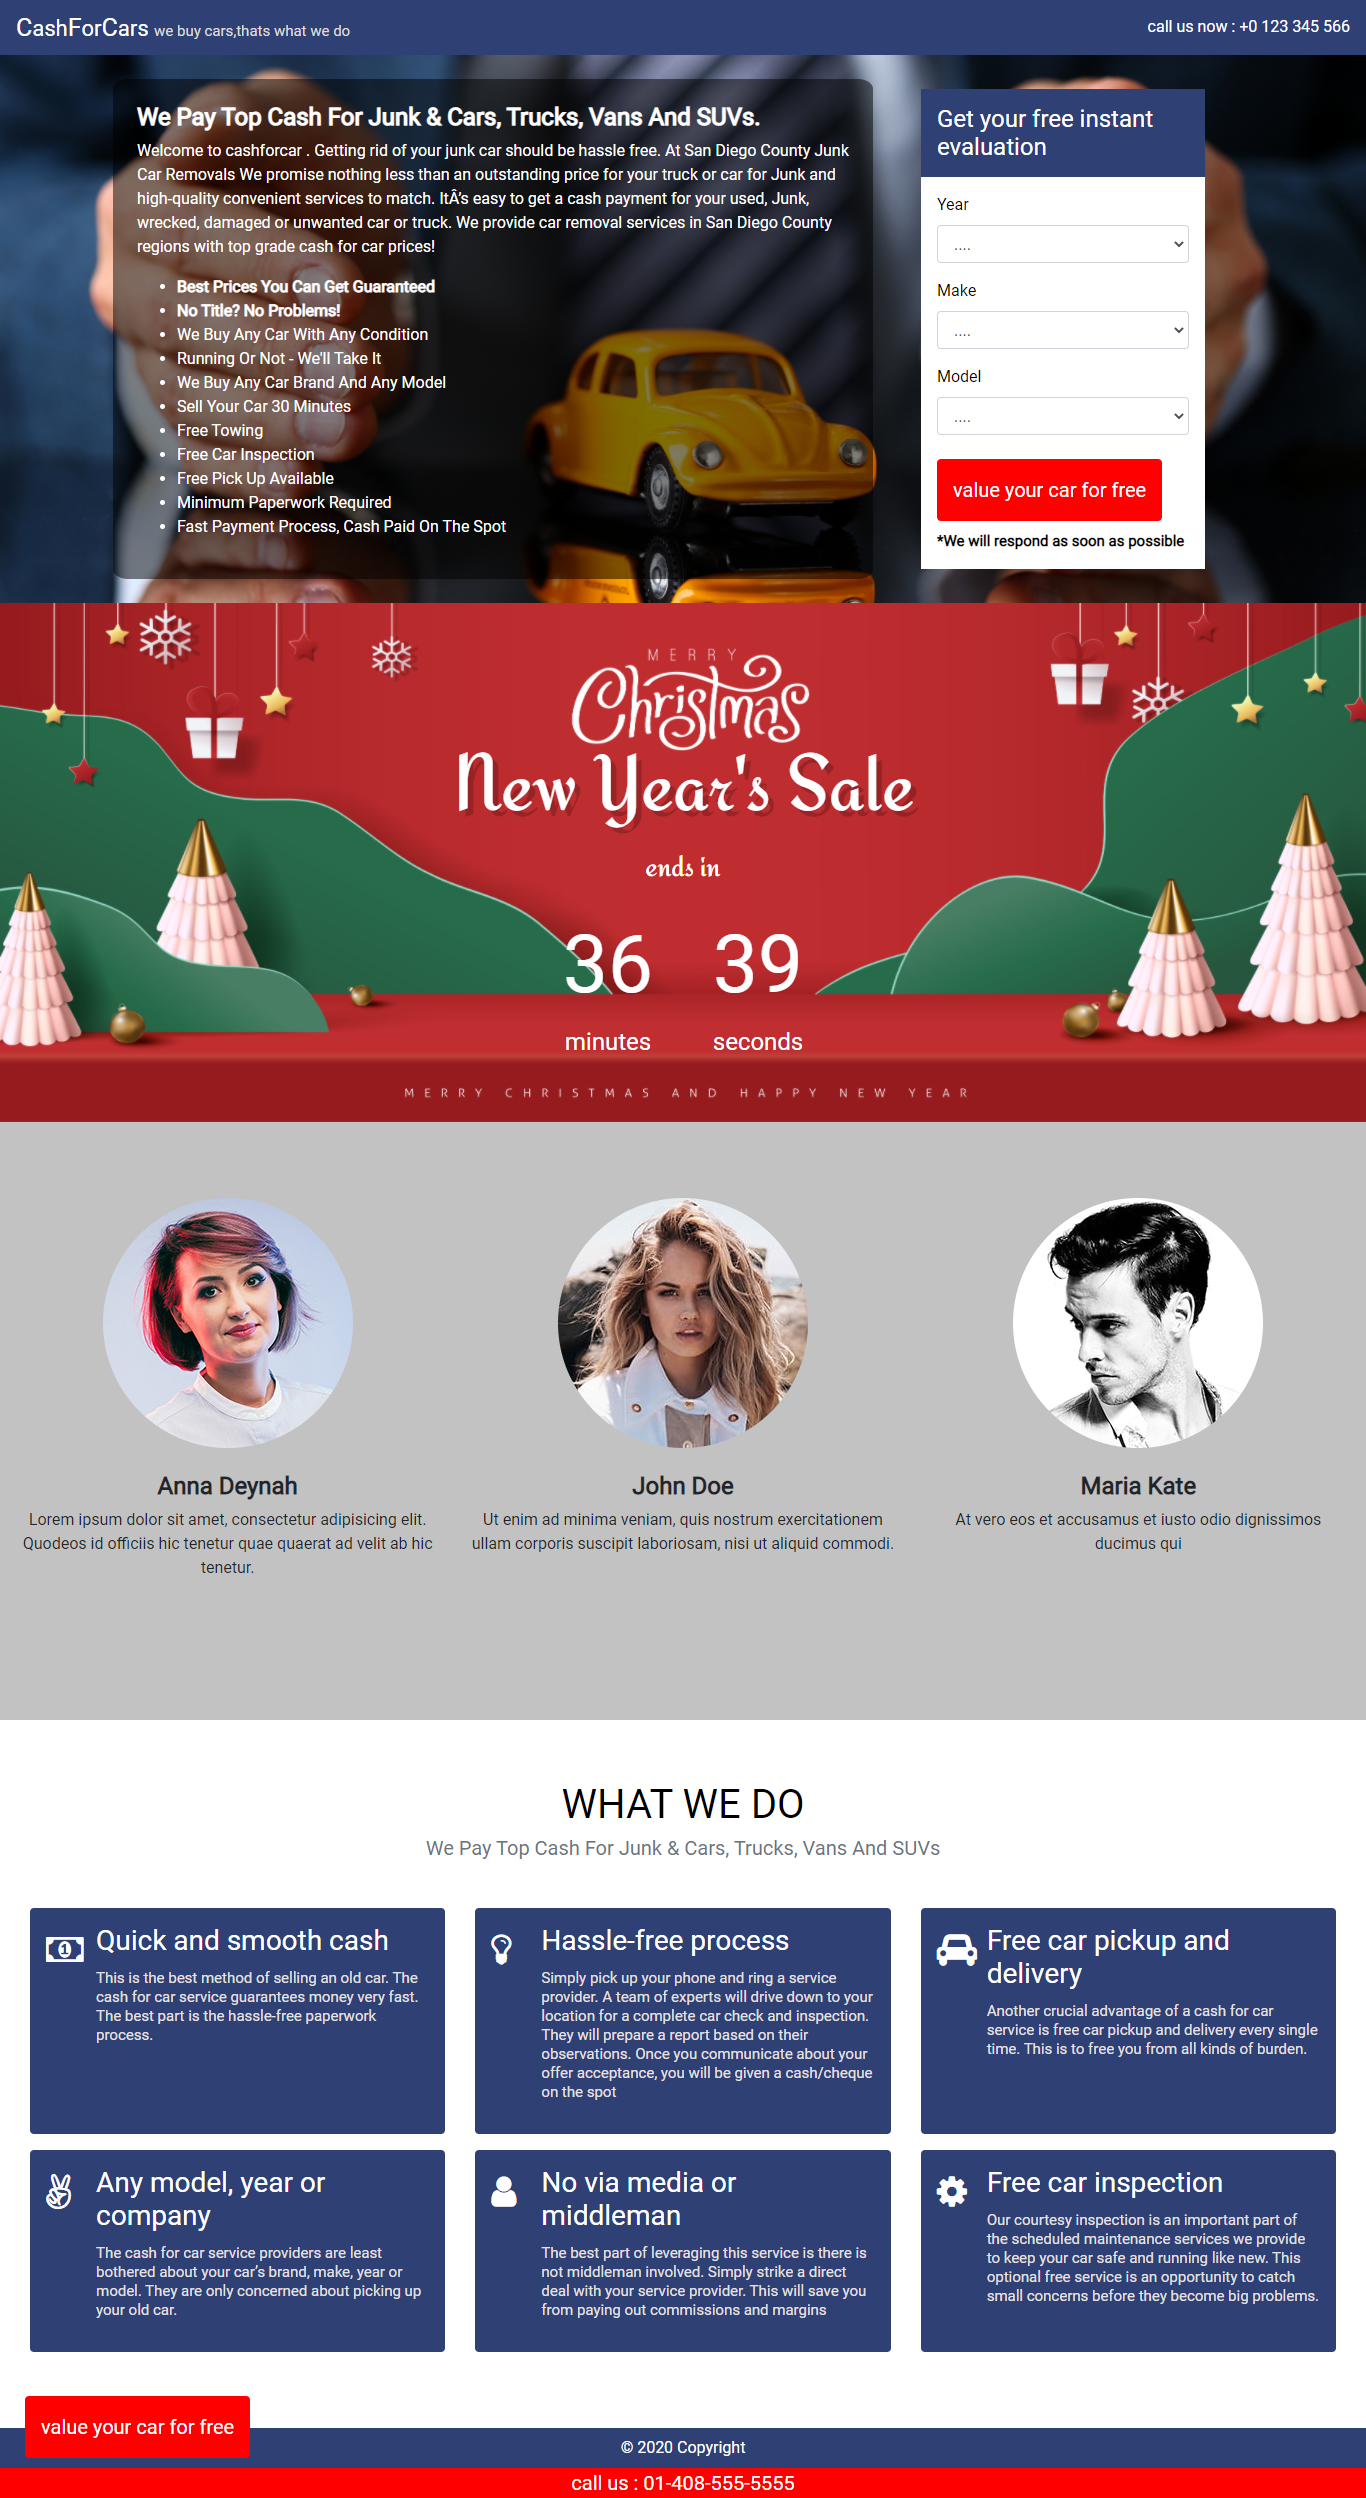 CashForCars we buy cars,thats what we do
call us now : +0 123 345 566
We Pay Top Cash For Junk & Cars, Trucks, Vans And SUVs.
Welcome to cashforcar . Getting rid of your junk car should be hassle free. At San Diego County Junk
Car Removals We promise nothing less than an outstanding price for your truck or car for Junk and
high-quality convenient services to match. ItÂ’s easy to get a cash payment for your used, Junk,
wrecked, damaged or unwanted car or truck. We provide car removal services in San Diego County
regions with top grade cash for car prices!
• Best Prices You Can Get Guaranteed
• No Title? No Problems!
• We Buy Any Car With Any Condition
• Running Or Not - We'll Take It
• We Buy Any Car Brand And Any Model
• Sell Your Car 30 Minutes
• Free Towing
• Free Car Inspection
• Free Pick Up Available
• Minimum Paperwork Required
• Fast Payment Process, Cash Paid On The Spot
Get your free instant
evaluation
Year
....
Make
....
Model
....
value your car for free
*We will respond as soon as possible
MERRY
Christmas
New Year's Sale
ends in
36 39
minutes seconds
MERRY CHRISTMAS AND HAPPY NEW YEAR
Anna Deynah
Lorem ipsum dolor sit amet, consectetur adipisicing elit.
Quodeos id officiis hic tenetur quae quaerat ad velit ab hic
tenetur.
John Doe
Ut enim ad minima veniam, quis nostrum exercitationem
ullam corporis suscipit laboriosam, nisi ut aliquid commodi.
Maria Kate
At vero eos et accusamus et iusto odio dignissimos
ducimus qui
WHAT WE DO
We Pay Top Cash For Junk & Cars, Trucks, Vans And SUVs
Quick and smooth cash
This is the best method of selling an old car. The
cash for car service guarantees money very fast.
The best part is the hassle-free paperwork
process.
Hassle-free process
Simply pick up your phone and ring a service
provider. A team of experts will drive down to your
location for a complete car check and inspection.
They will prepare a report based on their
observations. Once you communicate about your
offer acceptance, you will be given a cash/cheque
on the spot
Free car pickup and
delivery
Another crucial advantage of a cash for car
service is free car pickup and delivery every single
time. This is to free you from all kinds of burden.
Any model, year or
company
The cash for car service providers are least
bothered about your car’s brand, make, year or
model. They are only concerned about picking up
your old car.
No via media or
middleman
The best part of leveraging this service is there is
not middleman involved. Simply strike a direct
deal with your service provider. This will save you
from paying out commissions and margins
Free car inspection
Our courtesy inspection is an important part of
the scheduled maintenance services we provide
to keep your car safe and running like new. This
optional free service is an opportunity to catch
small concerns before they become big problems.
value your car for free
© 2020 Copyright
call us : 01-408-555-5555